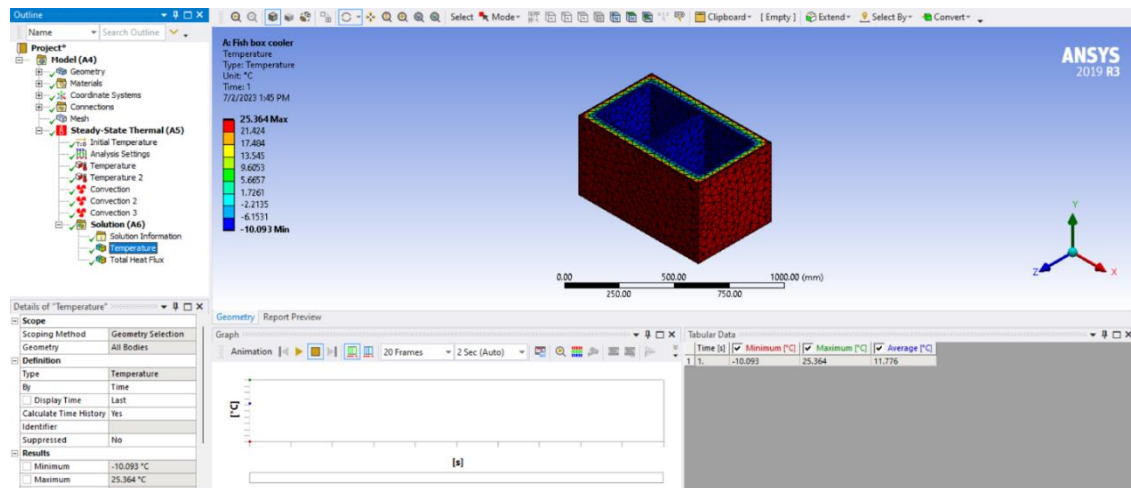 Outline
Name Search Outline
Project*
Model (A4)
Geometry
Materials
Coordinate Systems
Connections
Mesh
Steady-State Thermal (A5)
Initial Temperature
Analysis Settings
Temperature
Temperature 2
Convection
Convection 2
Convection 3
Solution (A6)
Solution Information
Temperature
Total Heat Flux
Details of "Temperature"
Scope
Scoping Method Geometry Selection
Geometry All Bodies
Definition
Type Temperature
By Time
Display Time Last
Calculate Time History Yes
Identifier
Suppressed No
Results
Minimum -10.093 °C
Maximum 25.364 °C
Select Mode Clipboard [ Empty ] Extend Select By Convert
A: Fish box cooler
Temperature
Type: Temperature
Unit: °C
Time: 1
7/2/2023 1:45 PM
25.364 Max
21.424
17.484
13.545
9.6053
5.6657
1.7261
-2.2135
-6.1531
-10.093 Min
ANSYS
2019 R3
Y
Z X
0.00 500.00 1000.00 (mm)
250.00 750.00
Geometry Report Preview
Graph
Animation 20 Frames 2 Sec (Auto)
[°C]
[s]
Tabular Data
Time [s] Minimum [°C] Maximum [°C] Average [°C]
1 1. -10.093 25.364 11.776